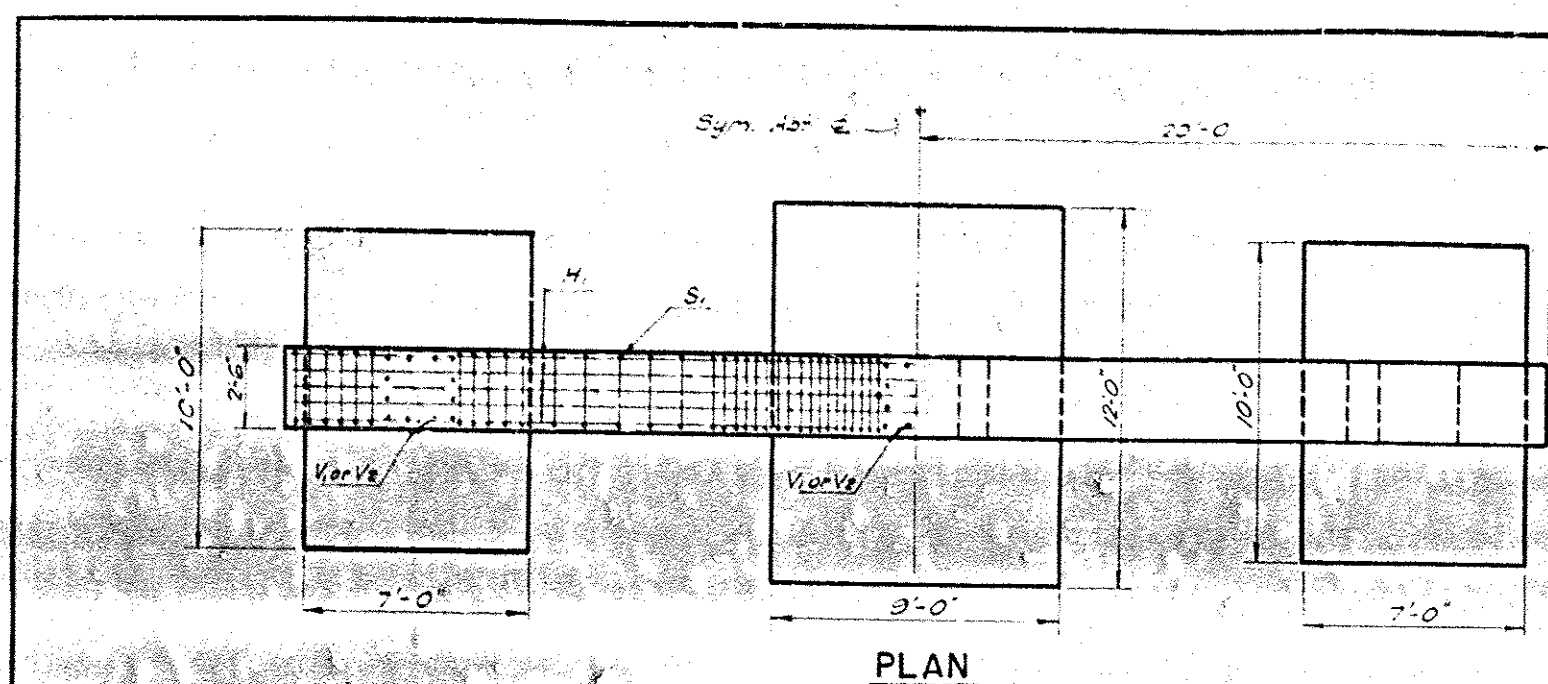 Sym. Abt ℄
20'-0
H₁
S₁
10'-0"
2'-6"
12'-0"
10'-0"
V₁ or V₂
V₁ or V₂
7'-0"
9'-0"
7'-0"
PLAN